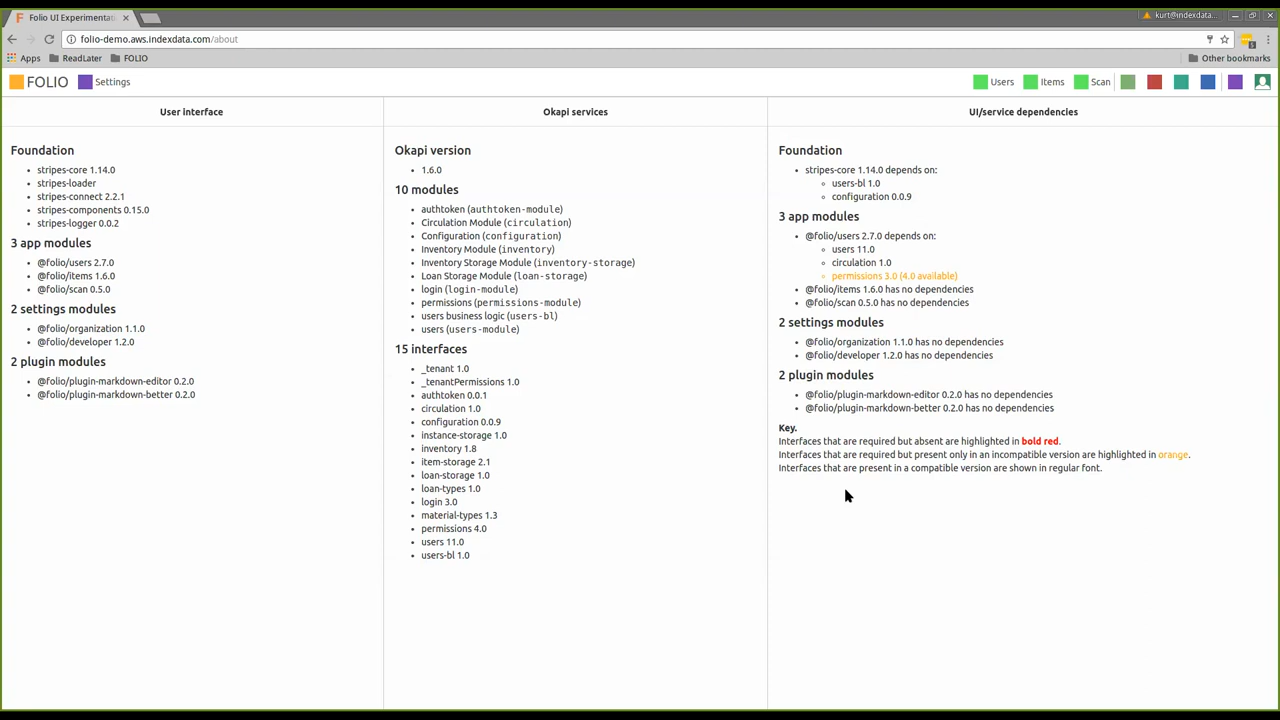 Folio UI Experimenta
kurt@indexdata...
folio-demo.aws.indexdata.com/about
Apps ReadLater FOLIO Other bookmarks
FOLIO Settings Users Items Scan
User interface
Foundation
stripes-core 1.14.0
stripes-loader
stripes-connect 2.2.1
stripes-components 0.15.0
stripes-logger 0.0.2
3 app modules
@folio/users 2.7.0
@folio/items 1.6.0
@folio/scan 0.5.0
2 settings modules
@folio/organization 1.1.0
@folio/developer 1.2.0
2 plugin modules
@folio/plugin-markdown-editor 0.2.0
@folio/plugin-markdown-better 0.2.0
Okapi services
Okapi version
1.6.0
10 modules
authtoken (authtoken-module)
Circulation Module (circulation)
Configuration (configuration)
Inventory Module (inventory)
Inventory Storage Module (inventory-storage)
Loan Storage Module (loan-storage)
login (login-module)
permissions (permissions-module)
users business logic (users-bl)
users (users-module)
15 interfaces
_tenant 1.0
_tenantPermissions 1.0
authtoken 0.0.1
circulation 1.0
configuration 0.0.9
instance-storage 1.0
inventory 1.8
item-storage 2.1
loan-storage 1.0
loan-types 1.0
login 3.0
material-types 1.3
permissions 4.0
users 11.0
users-bl 1.0
UI/service dependencies
Foundation
stripes-core 1.14.0 depends on:
users-bl 1.0
configuration 0.0.9
3 app modules
@folio/users 2.7.0 depends on:
users 11.0
circulation 1.0
permissions 3.0 (4.0 available)
@folio/items 1.6.0 has no dependencies
@folio/scan 0.5.0 has no dependencies
2 settings modules
@folio/organization 1.1.0 has no dependencies
@folio/developer 1.2.0 has no dependencies
2 plugin modules
@folio/plugin-markdown-editor 0.2.0 has no dependencies
@folio/plugin-markdown-better 0.2.0 has no dependencies
Key.
Interfaces that are required but absent are highlighted in bold red.
Interfaces that are required but present only in an incompatible version are highlighted in orange.
Interfaces that are present in a compatible version are shown in regular font.